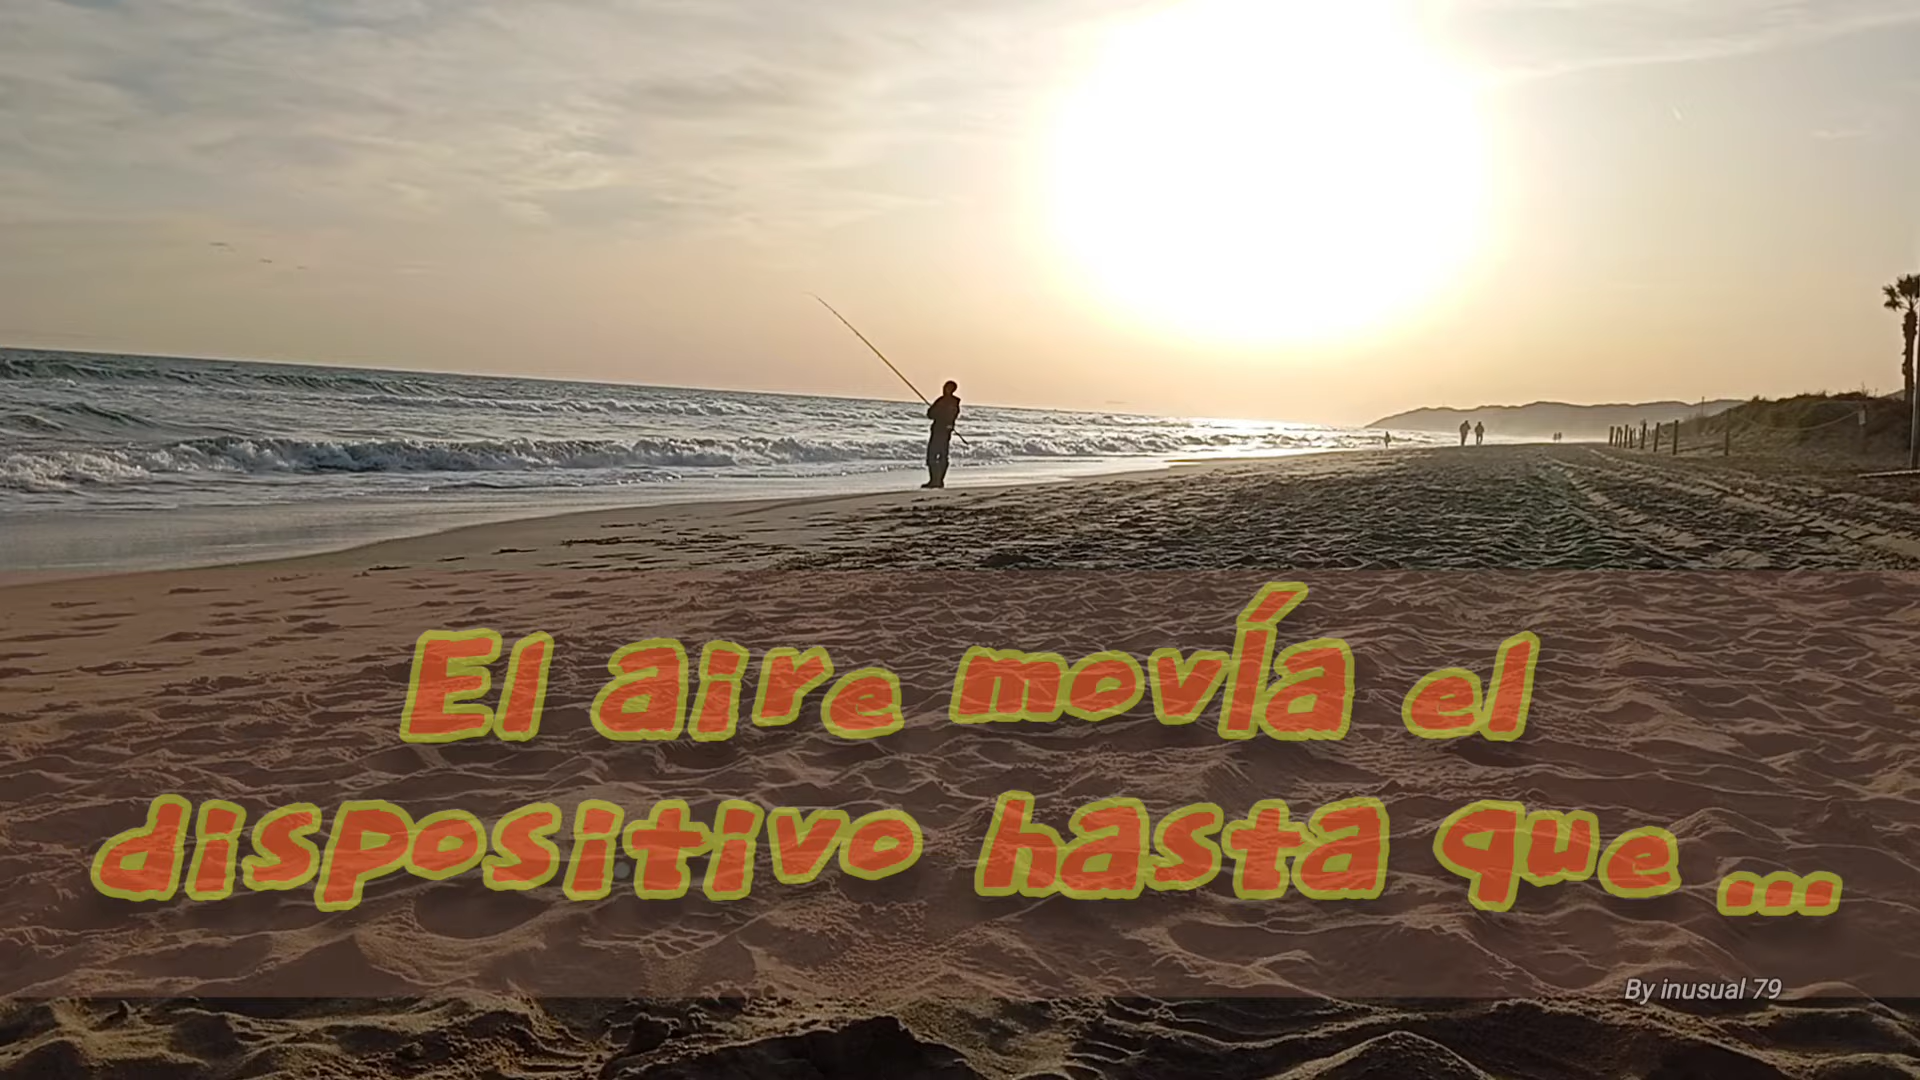 El aire movía el
dispositivo hasta que ...
By inusual 79